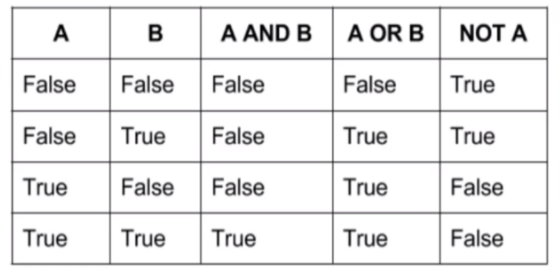 A B A AND B A OR B NOT A
False False False False True
False True False True True
True False False True False
True True True True False